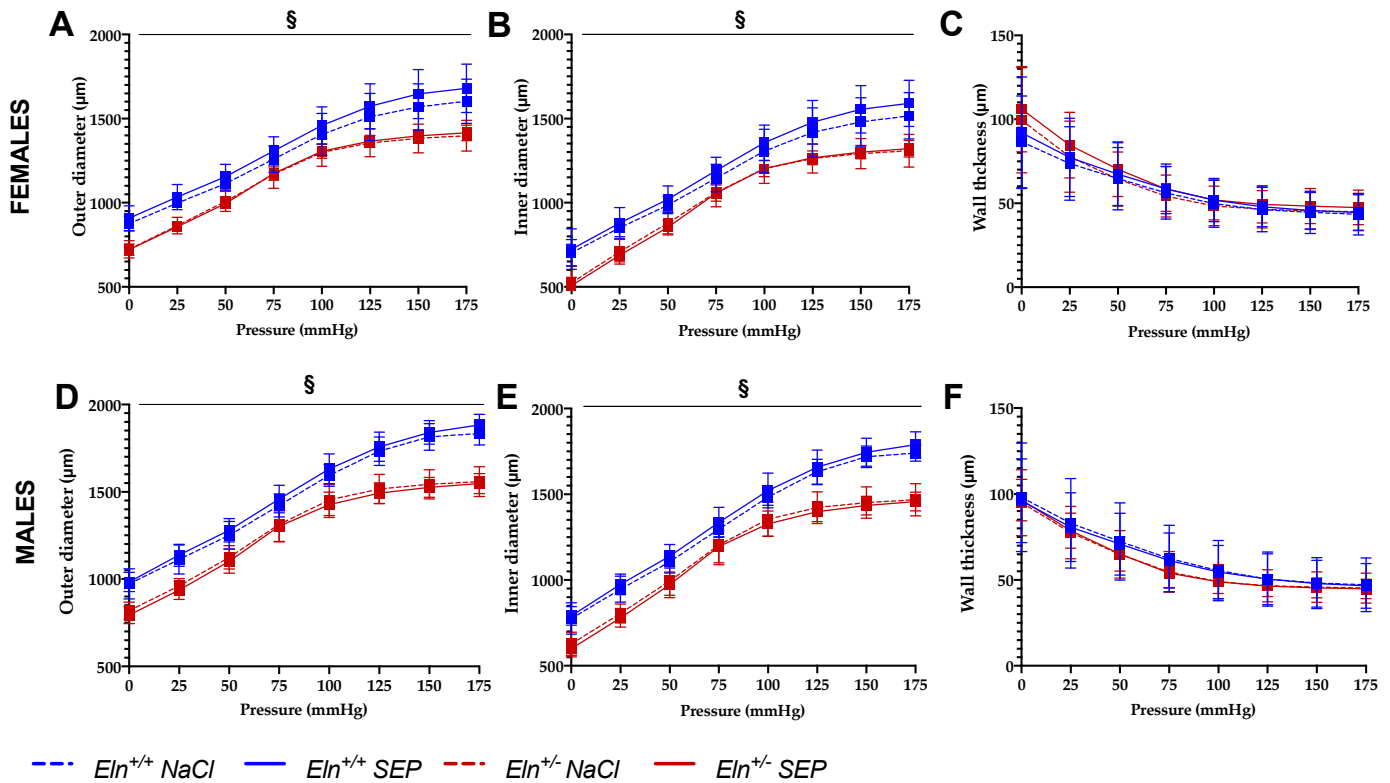 A
§
2000
1500
1000
500
Outer diameter (µm)
0 25 50 75 100 125 150 175
Pressure (mmHg)
B
§
2000
1500
1000
500
Inner diameter (µm)
0 25 50 75 100 125 150 175
Pressure (mmHg)
C
150
100
50
0
Wall thckness (µm)
0 25 50 75 100 125 150 175
Pressure (mmHg)
FEMALES
D
§
2000
1500
1000
500
Outer diameter (µm)
0 25 50 75 100 125 150 175
Pressure (mmHg)
E
§
2000
1500
1000
500
Inner diameter (µm)
0 25 50 75 100 125 150 175
Pressure (mmHg)
F
150
100
50
0
Wall thickness (µm)
0 25 50 75 100 125 150 175
Pressure (mmHg)
MALES
Eln+/+ NaCl Eln+/+ SEP Eln+/- NaCl Eln+/- SEP